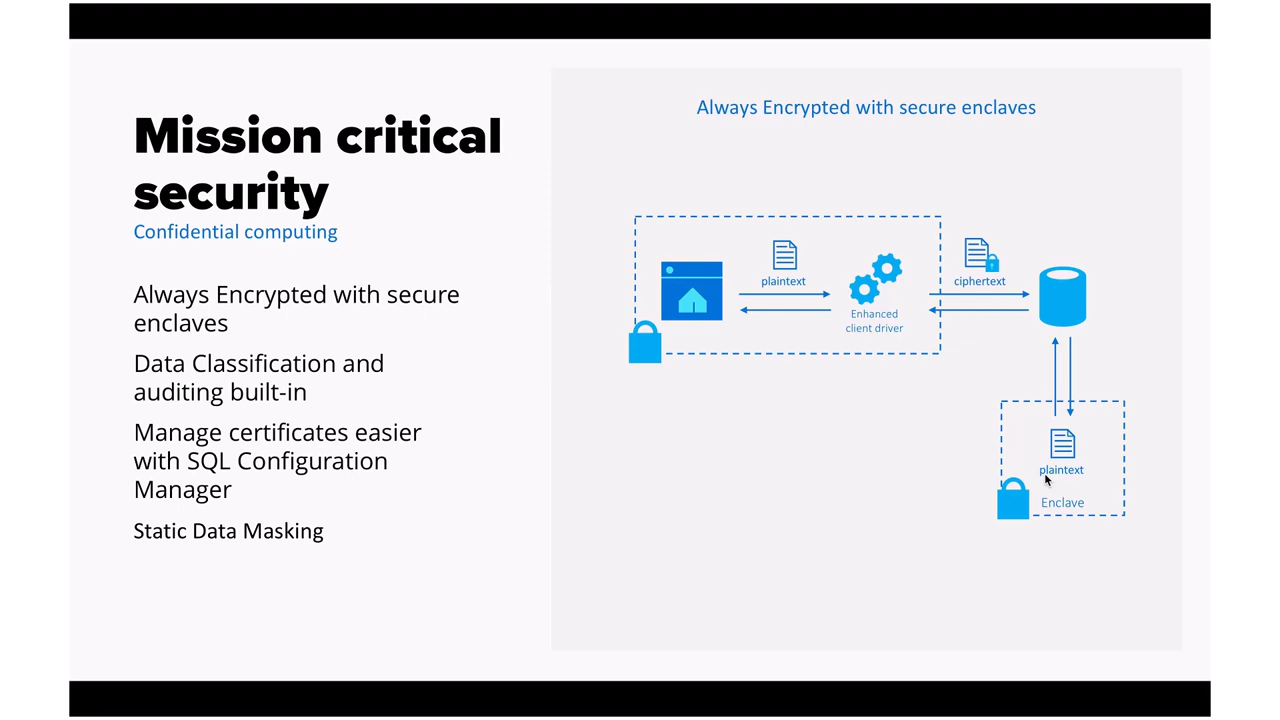 Mission critical
security
Confidential computing
Always Encrypted with secure
enclaves
Data Classification and
auditing built-in
Manage certificates easier
with SQL Configuration
Manager
Static Data Masking
Always Encrypted with secure enclaves
plaintext
Enhanced
client driver
ciphertext
plaintext
Enclave